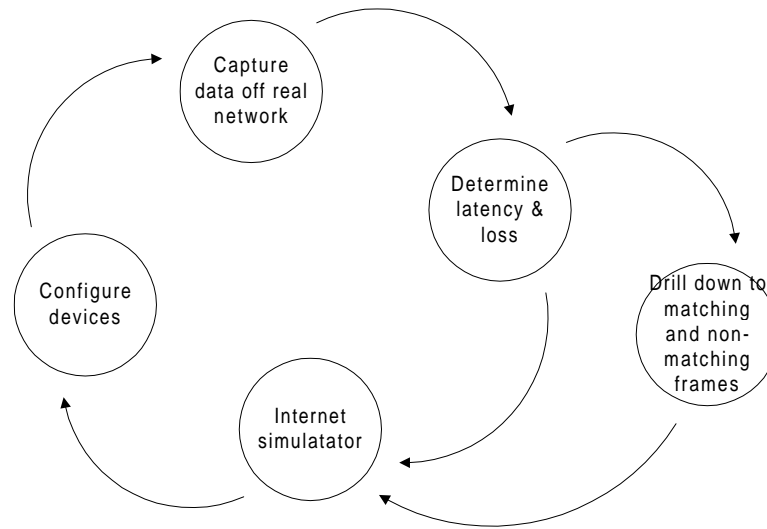 Capture
data off real
network
Determine
latency &
loss
Drill down to
matching
and non-
matching
frames
Internet
simulatator
Configure
devices